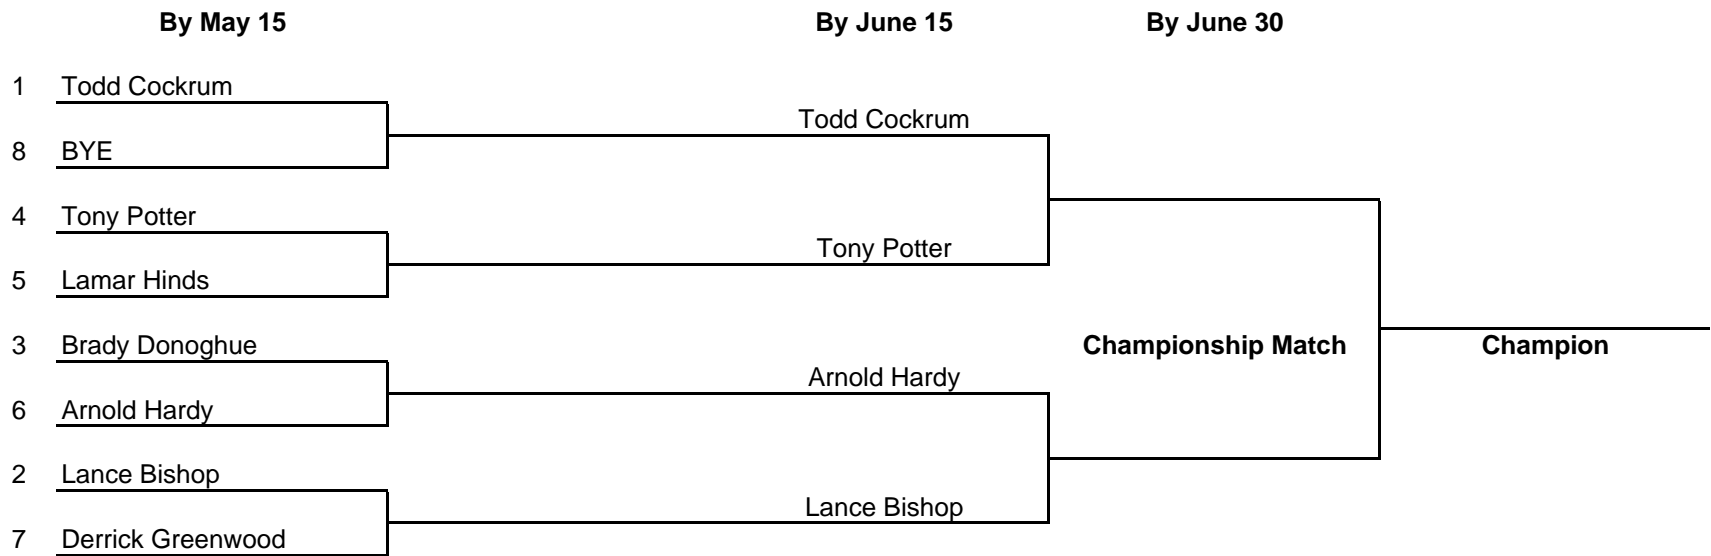 By May 15 By June 15 By June 30
1 Todd Cockrum
Todd Cockrum
8 BYE
4 Tony Potter
Tony Potter
5 Lamar Hinds
3 Brady Donoghue Championship Match Champion
Arnold Hardy
6 Arnold Hardy
2 Lance Bishop
Lance Bishop
7 Derrick Greenwood